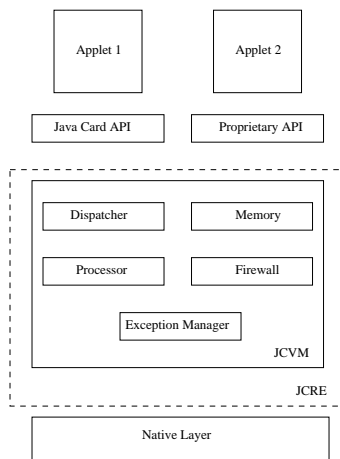 Applet 1
Applet 2
Java Card API
Proprietary API
Dispatcher
Memory
Processor
Firewall
Exception Manager
JCVM
JCRE
Native Layer